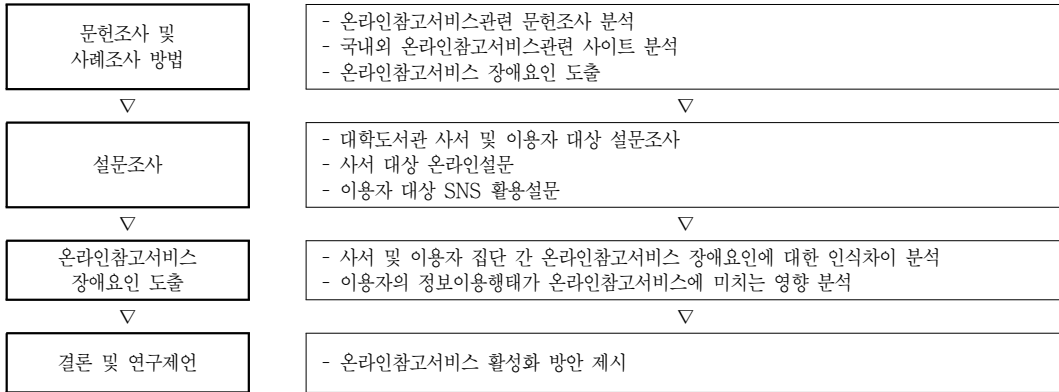 문헌조사 및
사례조사 방법
- 온라인참고서비스관련 문헌조사 분석
- 국내외 온라인참고서비스관련 사이트 분석
- 온라인참고서비스 장애요인 도출
▽ ▽
설문조사
- 대학도서관 사서 및 이용자 대상 설문조사
- 사서 대상 온라인설문
- 이용자 대상 SNS 활용설문
▽ ▽
온라인참고서비스
장애요인 도출
- 사서 및 이용자 집단 간 온라인참고서비스 장애요인에 대한 인식차이 분석
- 이용자의 정보이용행태가 온라인참고서비스에 미치는 영향 분석
▽ ▽
결론 및 연구제언
- 온라인참고서비스 활성화 방안 제시